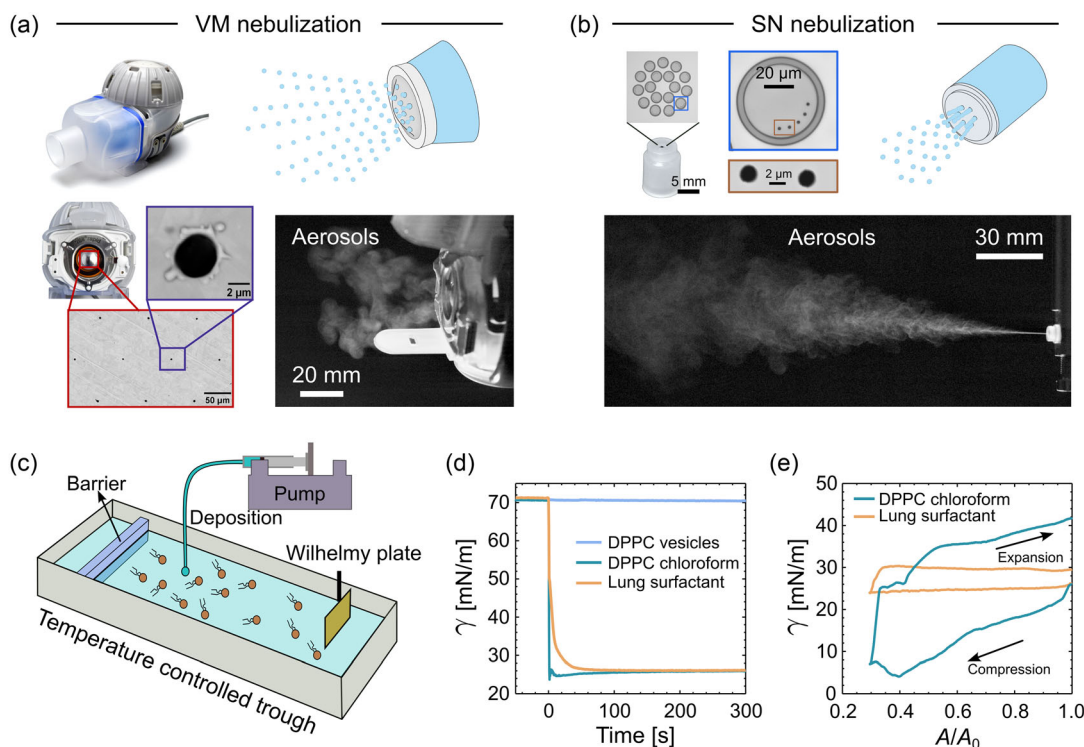 (a)
VM nebulization
2 μm
50 μm
Aerosols
20 mm
(b)
SN nebulization
20 μm
5 mm
2 μm
Aerosols
30 mm
(c)
Barrier
Pump
Deposition
Wilhelmy plate
Temperature controlled trough
(d)
γ [mN/m]
80
70
60
50
40
30
20
DPPC vesicles
DPPC chloroform
Lung surfactant
0
100
200
300
Time [s]
(e)
γ [mN/m]
50
40
30
20
10
0
DPPC chloroform
Lung surfactant
Expansion
Compression
0.2
0.4
0.6
0.8
1.0
A/A₀